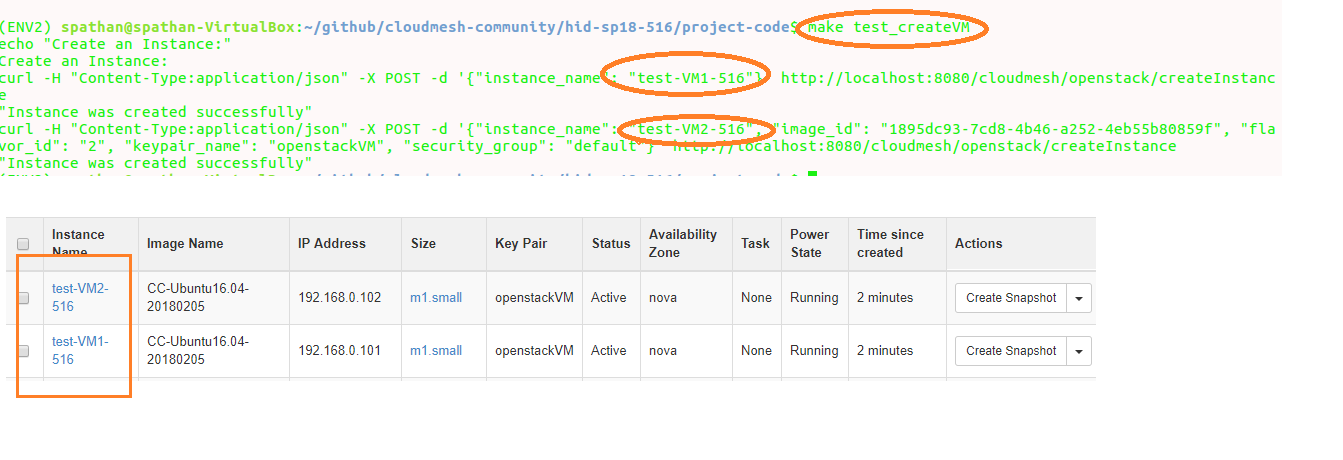 (ENV2) spathan@spathan-VirtualBox:~/github/cloudmesh-community/hid-sp18-516/project-code$ make test_createVM
echo "Create an Instance:"
Create an Instance:
curl -H "Content-Type:application/json" -X POST -d '{"instance_name": "test-VM1-516"}' http://localhost:8080/cloudmesh/openstack/createInstanc
e
"Instance was created successfully"
curl -H "Content-Type:application/json" -X POST -d '{"instance_name": "test-VM2-516", "image_id": "1895dc93-7cd8-4b46-a252-4eb55b80859f", "fla
vor_id": "2", "keypair_name": "openstackVM", "security_group": "default"}' http://localhost:8080/cloudmesh/openstack/createInstance
"Instance was created successfully"
Instance Name Image Name IP Address Size Key Pair Status Availability Zone Task Power State Time since created Actions
test-VM2-516 CC-Ubuntu16.04-20180205 192.168.0.102 m1.small openstackVM Active nova None Running 2 minutes Create Snapshot
test-VM1-516 CC-Ubuntu16.04-20180205 192.168.0.101 m1.small openstackVM Active nova None Running 2 minutes Create Snapshot